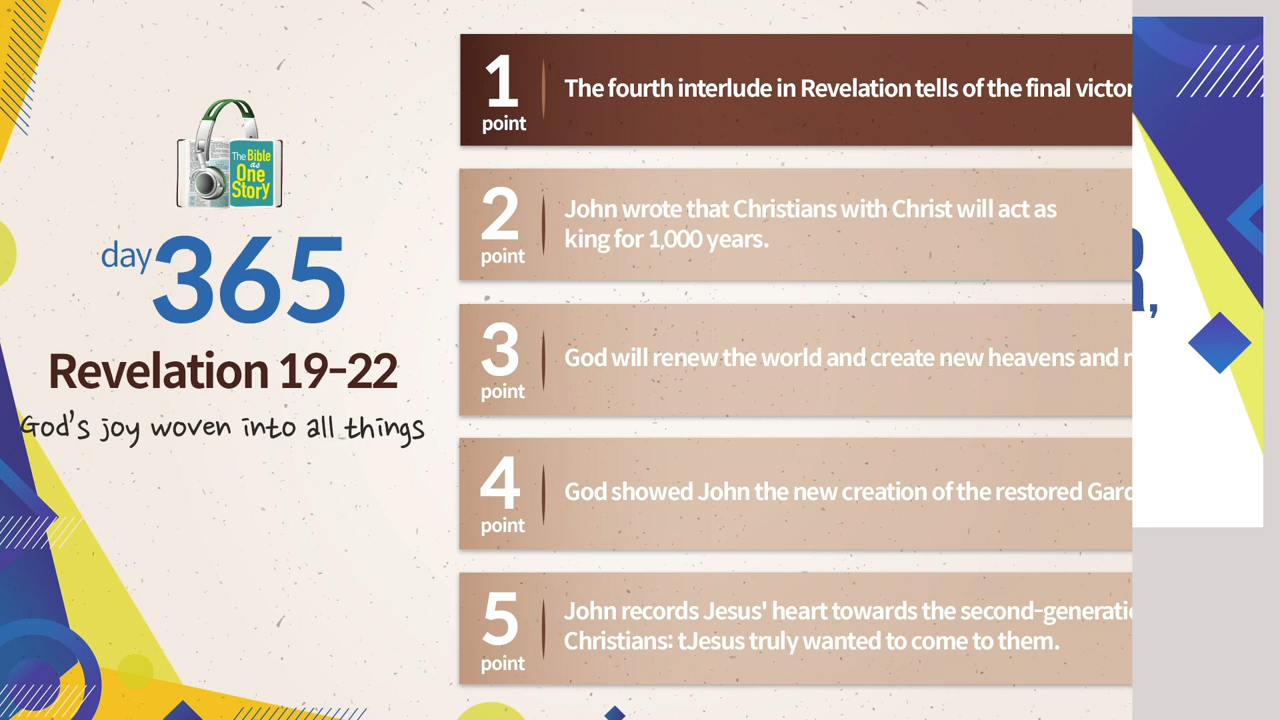 The Bible
as
One
Story
day 365
Revelation 19-22
God's joy woven into all things
1
point
The fourth interlude in Revelation tells of the final victor
2
point
John wrote that Christians with Christ will act as
king for 1,000 years.
3
point
God will renew the world and create new heavens and
4
point
God showed John the new creation of the restored Gard
5
point
John records Jesus' heart towards the second-generatio
Christians: tJesus truly wanted to come to them.
R,